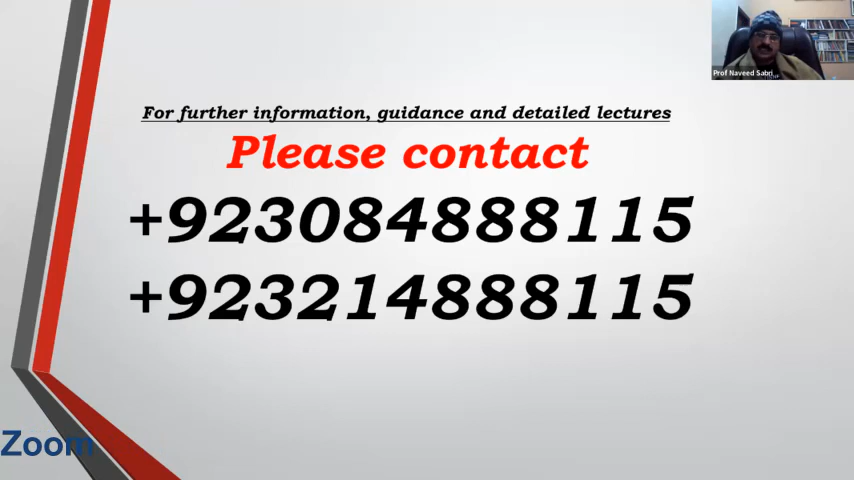 Prof Naveed Sabri
For further information, guidance and detailed lectures
Please contact
+923084888115
+923214888115
Zoom